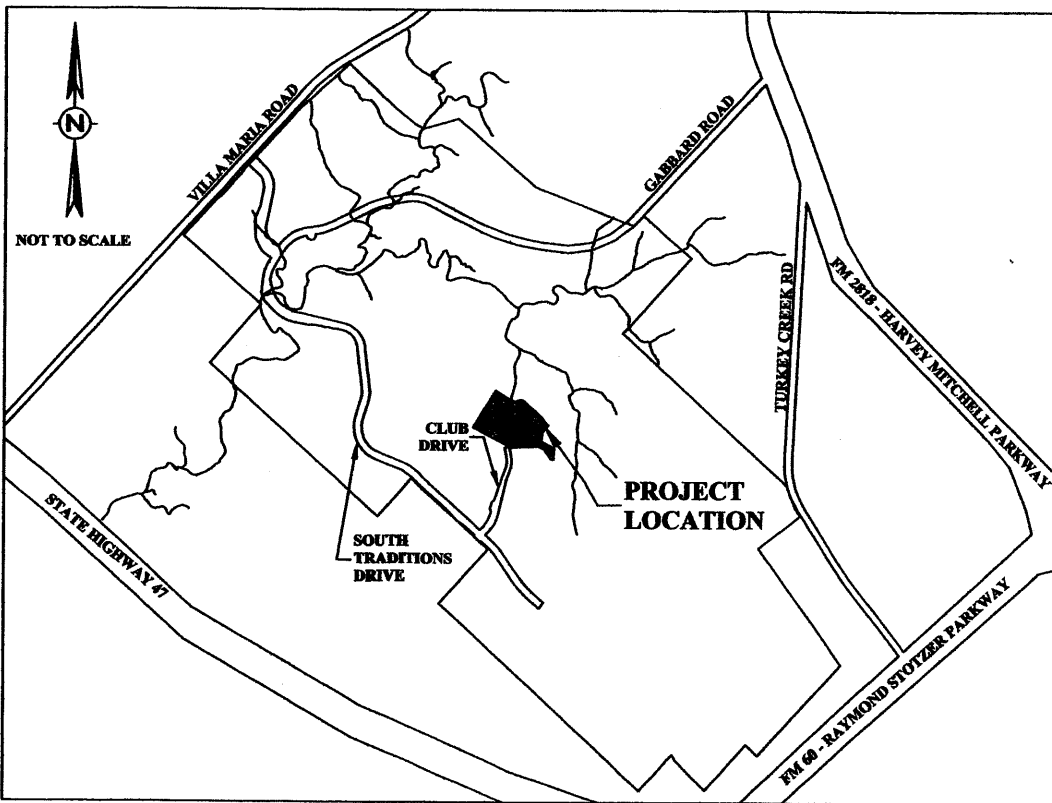 N
NOT TO SCALE
VILLA MARIA ROAD
GABBARD ROAD
FM 2818 - HARVEY MITCHELL PARKWAY
TURKEY CREEK RD
CLUB
DRIVE
PROJECT
LOCATION
SOUTH
TRADITIONS
DRIVE
STATE HIGHWAY 47
FM 60 - RAYMOND STOTZER PARKWAY